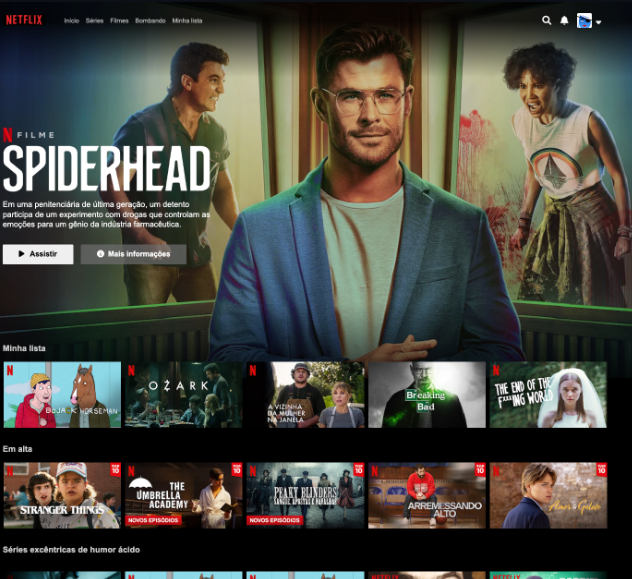 NETFLIX
Início Séries Filmes Bombando Minha lista
N FILME
SPIDERHEAD
Em uma penitenciária de última geração, um detento
participa de um experimento com drogas que controlam as
emoções para um gênio da indústria farmacêutica.
Assistir
Mais informações
Minha lista
N
BOJACK HORSEMAN
N
OZARK
N
A VIZINHA
DA MULHER
NA JANELA
Breaking
Bad
N
THE END OF THE
F***ING WORLD
Em alta
N
TOP 10
STRANGER THINGS
N
TOP 10
THE
UMBRELLA
ACADEMY
NOVOS EPISÓDIOS
N
TOP 10
PEAKY BLINDERS:
SANGUE, APOSTAS E NAVALHAS
NOVOS EPISÓDIOS
N
TOP 10
ARREMESSANDO
ALTO
N
TOP 10
Amor & Gelato
Séries excêntricas de humor ácido
NETFLIX